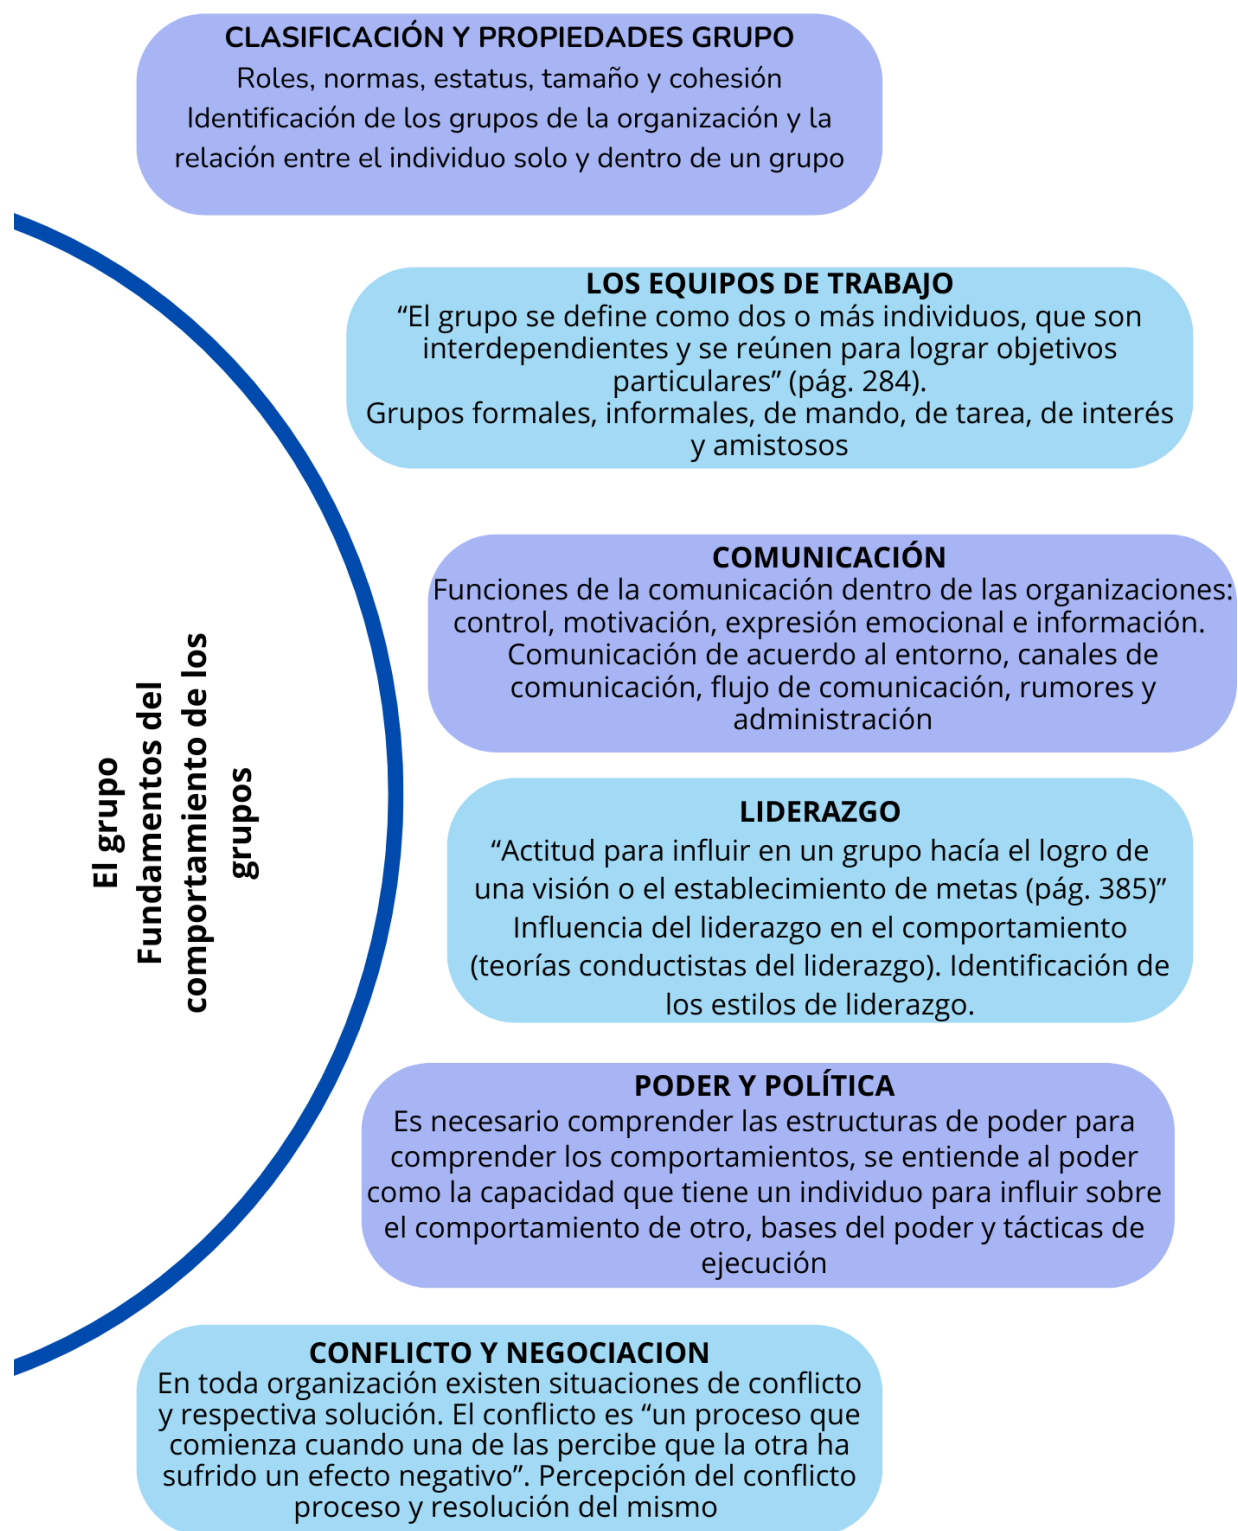 CLASIFICACIÓN Y PROPIEDADES GRUPO
Roles, normas, estatus, tamaño y cohesión
Identificación de los grupos de la organización y la
relación entre el individuo solo y dentro de un grupo
LOS EQUIPOS DE TRABAJO
“El grupo se define como dos o más individuos, que son
interdependientes y se reúnen para lograr objetivos
particulares” (pág. 284).
Grupos formales, informales, de mando, de tarea, de interés
y amistosos
El grupo
Fundamentos del
comportamiento de los
grupos
COMUNICACIÓN
Funciones de la comunicación dentro de las organizaciones:
control, motivación, expresión emocional e información.
Comunicación de acuerdo al entorno, canales de
comunicación, flujo de comunicación, rumores y
administración
LIDERAZGO
“Actitud para influir en un grupo hacía el logro de
una visión o el establecimiento de metas (pág. 385)”
Influencia del liderazgo en el comportamiento
(teorías conductistas del liderazgo). Identificación de
los estilos de liderazgo.
PODER Y POLÍTICA
Es necesario comprender las estructuras de poder para
comprender los comportamientos, se entiende al poder
como la capacidad que tiene un individuo para influir sobre
el comportamiento de otro, bases del poder y tácticas de
ejecución
CONFLICTO Y NEGOCIACION
En toda organización existen situaciones de conflicto
y respectiva solución. El conflicto es “un proceso que
comienza cuando una de las percibe que la otra ha
sufrido un efecto negativo”. Percepción del conflicto
proceso y resolución del mismo